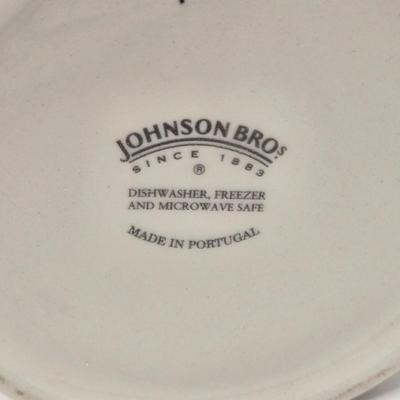 JOHNSON BROS
SINCE 1883
®
DISHWASHER, FREEZER
AND MICROWAVE SAFE
MADE IN PORTUGAL